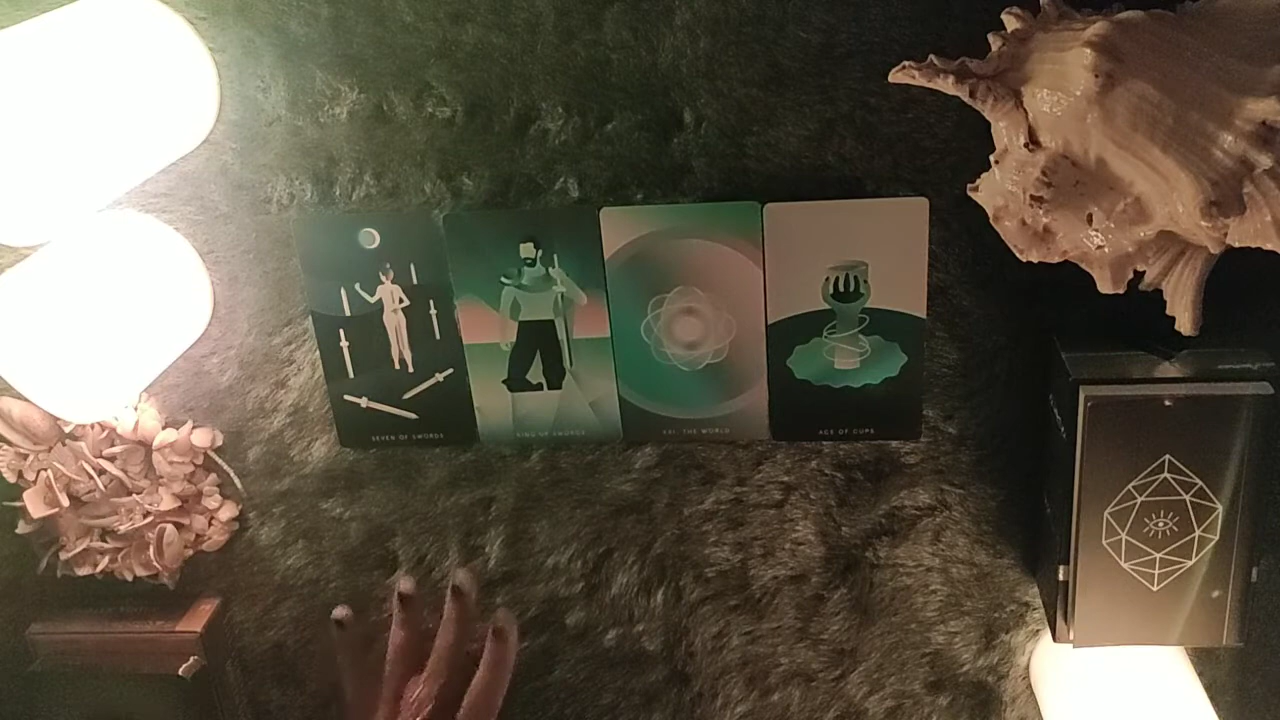 SEVEN OF SWORDS
KING OF SWORDS
XXI. THE WORLD
ACE OF CUPS